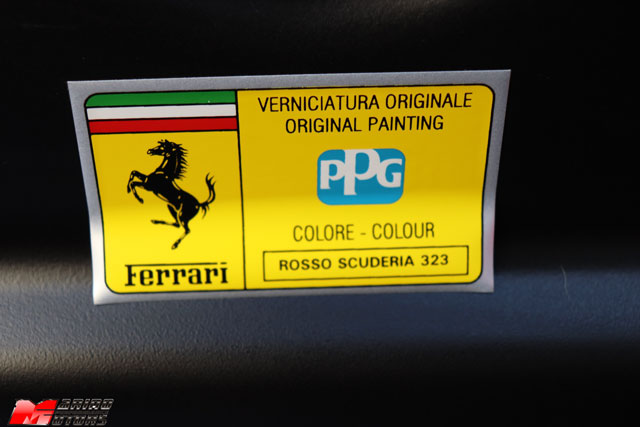 VERNICIATURA ORIGINALE
ORIGINAL PAINTING
PPG
COLORE - COLOUR
ROSSO SCUDERIA 323
Ferrari